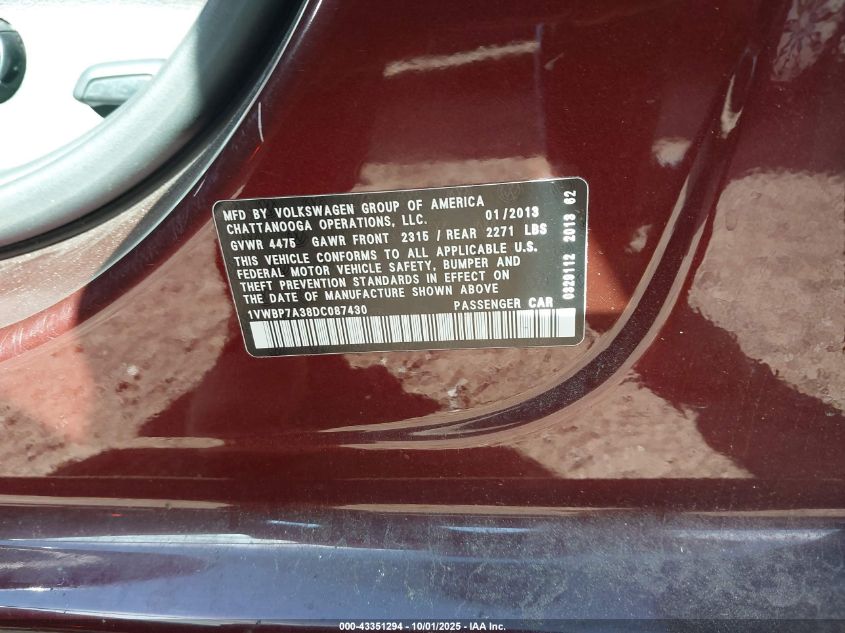 MFD BY VOLKSWAGEN GROUP OF AMERICA
CHATTANOOGA OPERATIONS, LLC. 01/2013
GVWR 4475 GAWR FRONT 2315 / REAR 2271 LBS
THIS VEHICLE CONFORMS TO ALL APPLICABLE U.S.
FEDERAL MOTOR VEHICLE SAFETY, BUMPER AND
THEFT PREVENTION STANDARDS IN EFFECT ON
THE DATE OF MANUFACTURE SHOWN ABOVE
1VWBP7A38DC087430 PASSENGER CAR
0320112 2013 62
000-43351294 - 10/01/2025 - IAA Inc.